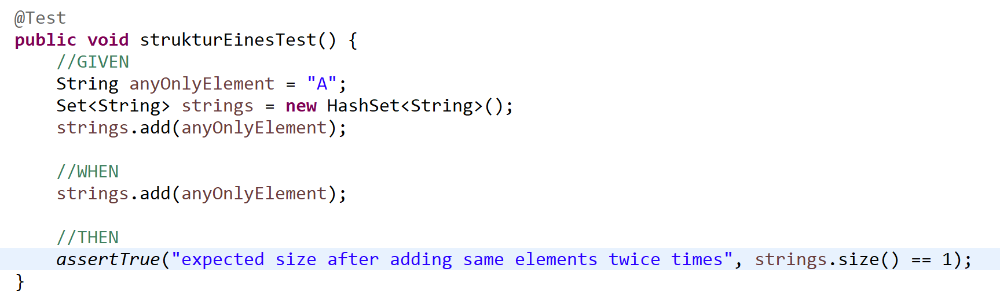 @Test
public void strukturEinesTest() {
//GIVEN
String anyOnlyElement = "A";
Set<String> strings = new HashSet<String>();
strings.add(anyOnlyElement);
//WHEN
strings.add(anyOnlyElement);
//THEN
assertTrue("expected size after adding same elements twice times", strings.size() == 1);
}